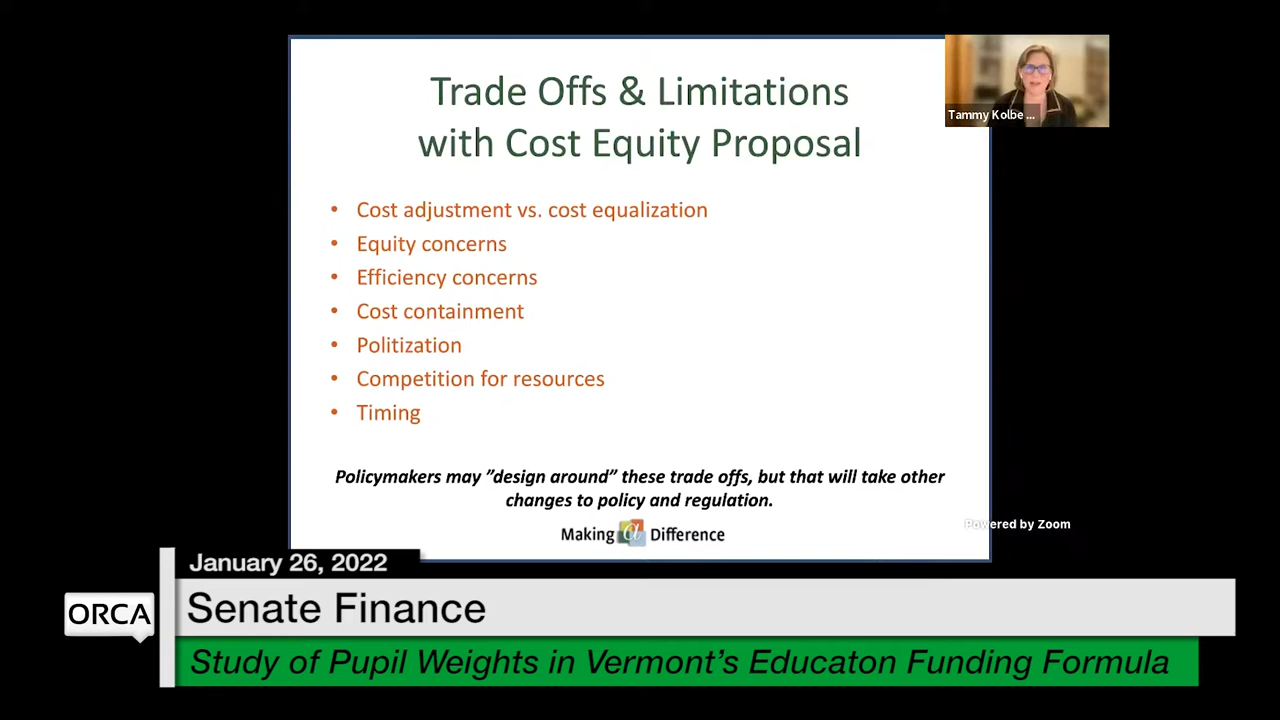 Trade Offs & Limitations
with Cost Equity Proposal
Tammy Kolbe ...
• Cost adjustment vs. cost equalization
• Equity concerns
• Efficiency concerns
• Cost containment
• Politization
• Competition for resources
• Timing
Policymakers may ”design around” these trade offs, but that will take other
changes to policy and regulation.
Making a Difference
Powered by Zoom
January 26, 2022
ORCA
Senate Finance
Study of Pupil Weights in Vermont's Educaton Funding Formula